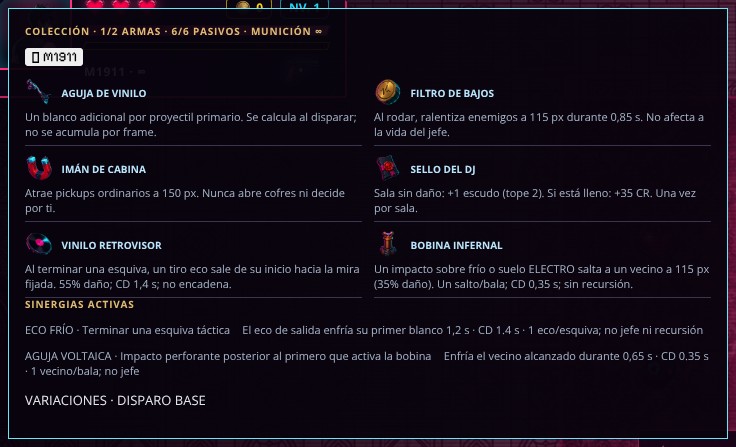 0 NV. 1
COLECCIÓN · 1/2 ARMAS · 6/6 PASIVOS · MUNICIÓN ∞
M1911
M1911 · ∞
AGUJA DE VINILO
Un blanco adicional por proyectil primario. Se calcula al disparar;
no se acumula por frame.
FILTRO DE BAJOS
Al rodar, ralentiza enemigos a 115 px durante 0,85 s. No afecta a
la vida del jefe.
IMÁN DE CABINA
Atrae pickups ordinarios a 150 px. Nunca abre cofres ni decide
por ti.
SELLO DEL DJ
Sala sin daño: +1 escudo (tope 2). Si está lleno: +35 CR. Una vez
por sala.
VINILO RETROVISOR
Al terminar una esquiva, un tiro eco sale de su inicio hacia la mira
fijada. 55% daño; CD 1,4 s; no encadena.
BOBINA INFERNAL
Un impacto sobre frío o suelo ELECTRO salta a un vecino a 115 px
(35% daño). Un salto/bala; CD 0,35 s; sin recursión.
SINERGIAS ACTIVAS
ECO FRÍO · Terminar una esquiva táctica El eco de salida enfría su primer blanco 1,2 s · CD 1.4 s · 1 eco/esquiva; no jefe ni recursión
AGUJA VOLTAICA · Impacto perforante posterior al primero que activa la bobina Enfría el vecino alcanzado durante 0,65 s · CD 0.35 s
· 1 vecino/bala; no jefe
VARIACIONES · DISPARO BASE